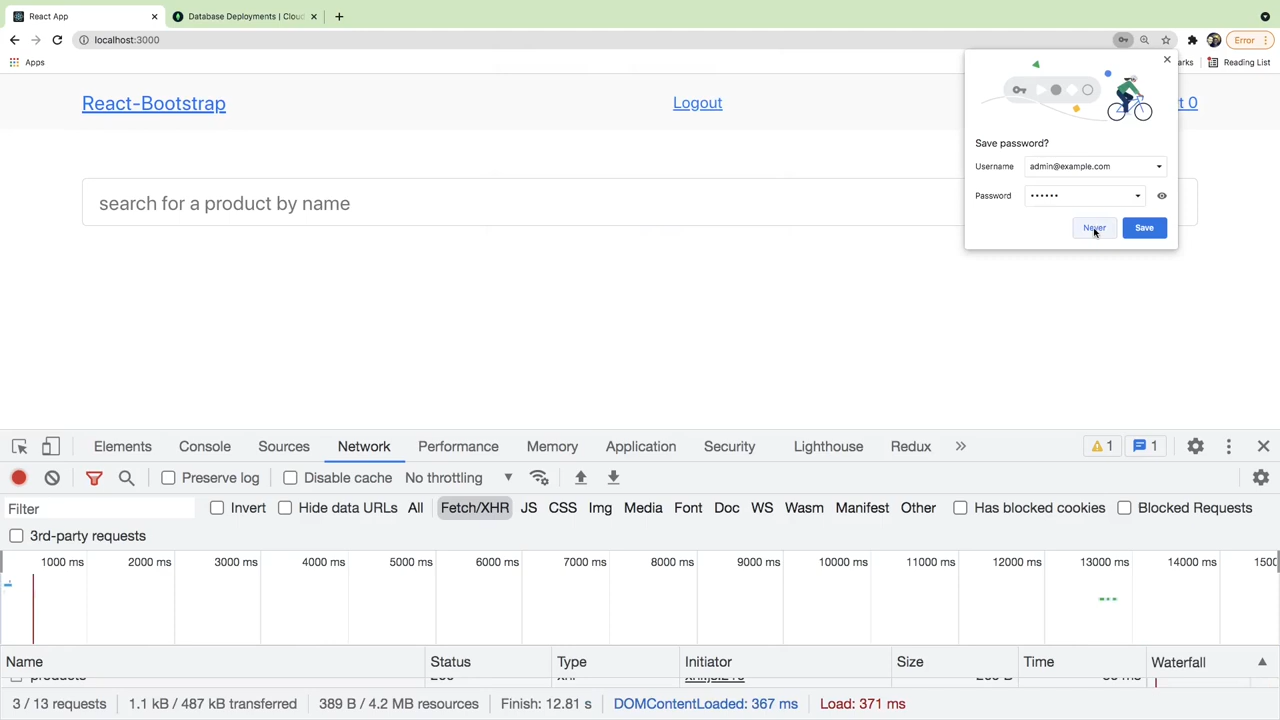 React App
Database Deployments | Cloud
localhost:3000
Error
Apps
Reading List
React-Bootstrap
Logout
0
search for a product by name
Save password?
Username admin@example.com
Password ••••••
Never Save
Elements Console Sources Network Performance Memory Application Security Lighthouse Redux » 1 1
Preserve log Disable cache No throttling
Filter Invert Hide data URLs All Fetch/XHR JS CSS Img Media Font Doc WS Wasm Manifest Other Has blocked cookies Blocked Requests
3rd-party requests
1000 ms 2000 ms 3000 ms 4000 ms 5000 ms 6000 ms 7000 ms 8000 ms 9000 ms 10000 ms 11000 ms 12000 ms 13000 ms 14000 ms 1500
Name Status Type Initiator Size Time Waterfall
products
3 / 13 requests 1.1 kB / 487 kB transferred 389 B / 4.2 MB resources Finish: 12.81 s DOMContentLoaded: 367 ms Load: 371 ms